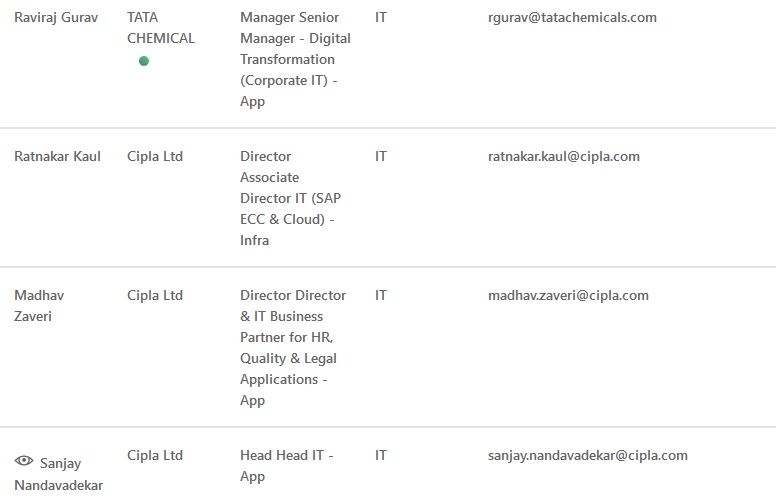 Raviraj Gurav TATA Manager Senior IT rgurav@tatachemicals.com
CHEMICAL Manager - Digital
Transformation
(Corporate IT) -
App
Ratnakar Kaul Cipla Ltd Director IT ratnakar.kaul@cipla.com
Associate
Director IT (SAP
ECC & Cloud) -
Infra
Madhav Cipla Ltd Director Director IT madhav.zaveri@cipla.com
Zaveri & IT Business
Partner for HR,
Quality & Legal
Applications -
App
Sanjay Cipla Ltd Head Head IT - IT sanjay.nandavadekar@cipla.com
Nandavadekar App